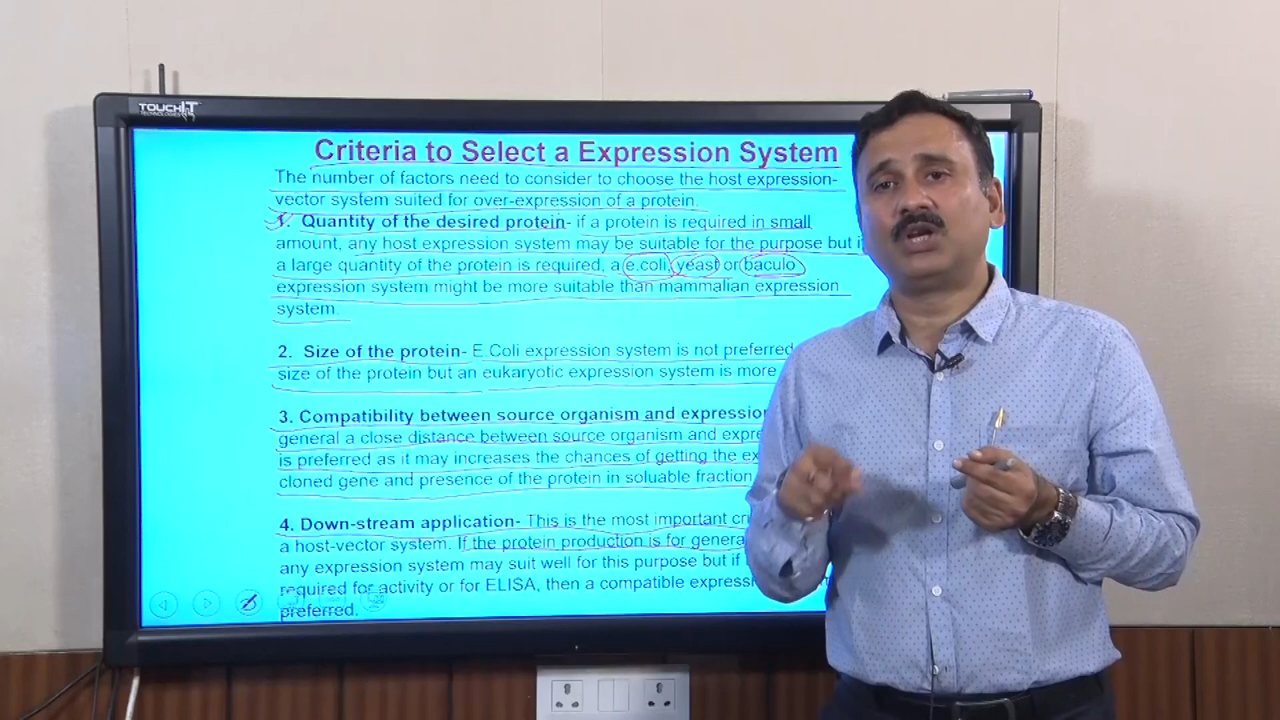 TOUCHIT
TECHNOLOGIES
Criteria to Select a Expression System
The number of factors need to consider to choose the host expression-
vector system suited for over-expression of a protein.
1. Quantity of the desired protein- if a protein is required in small
amount, any host expression system may be suitable for the purpose but if
a large quantity of the protein is required, a e.coli, yeast or baculo
expression system might be more suitable than mammalian expression
system.
2. Size of the protein- E.Coli expression system is not preferred
size of the protein but an eukaryotic expression system is more
3. Compatibility between source organism and expression
general a close distance between source organism and
is preferred as it may increases the chances of getting the
cloned gene and presence of the protein in soluable fraction
4. Down-stream application- This is the most important
a host-vector system. If the protein production is for general
any expression system may suit well for this purpose but if
required for activity or for ELISA, then a compatible
preferred.